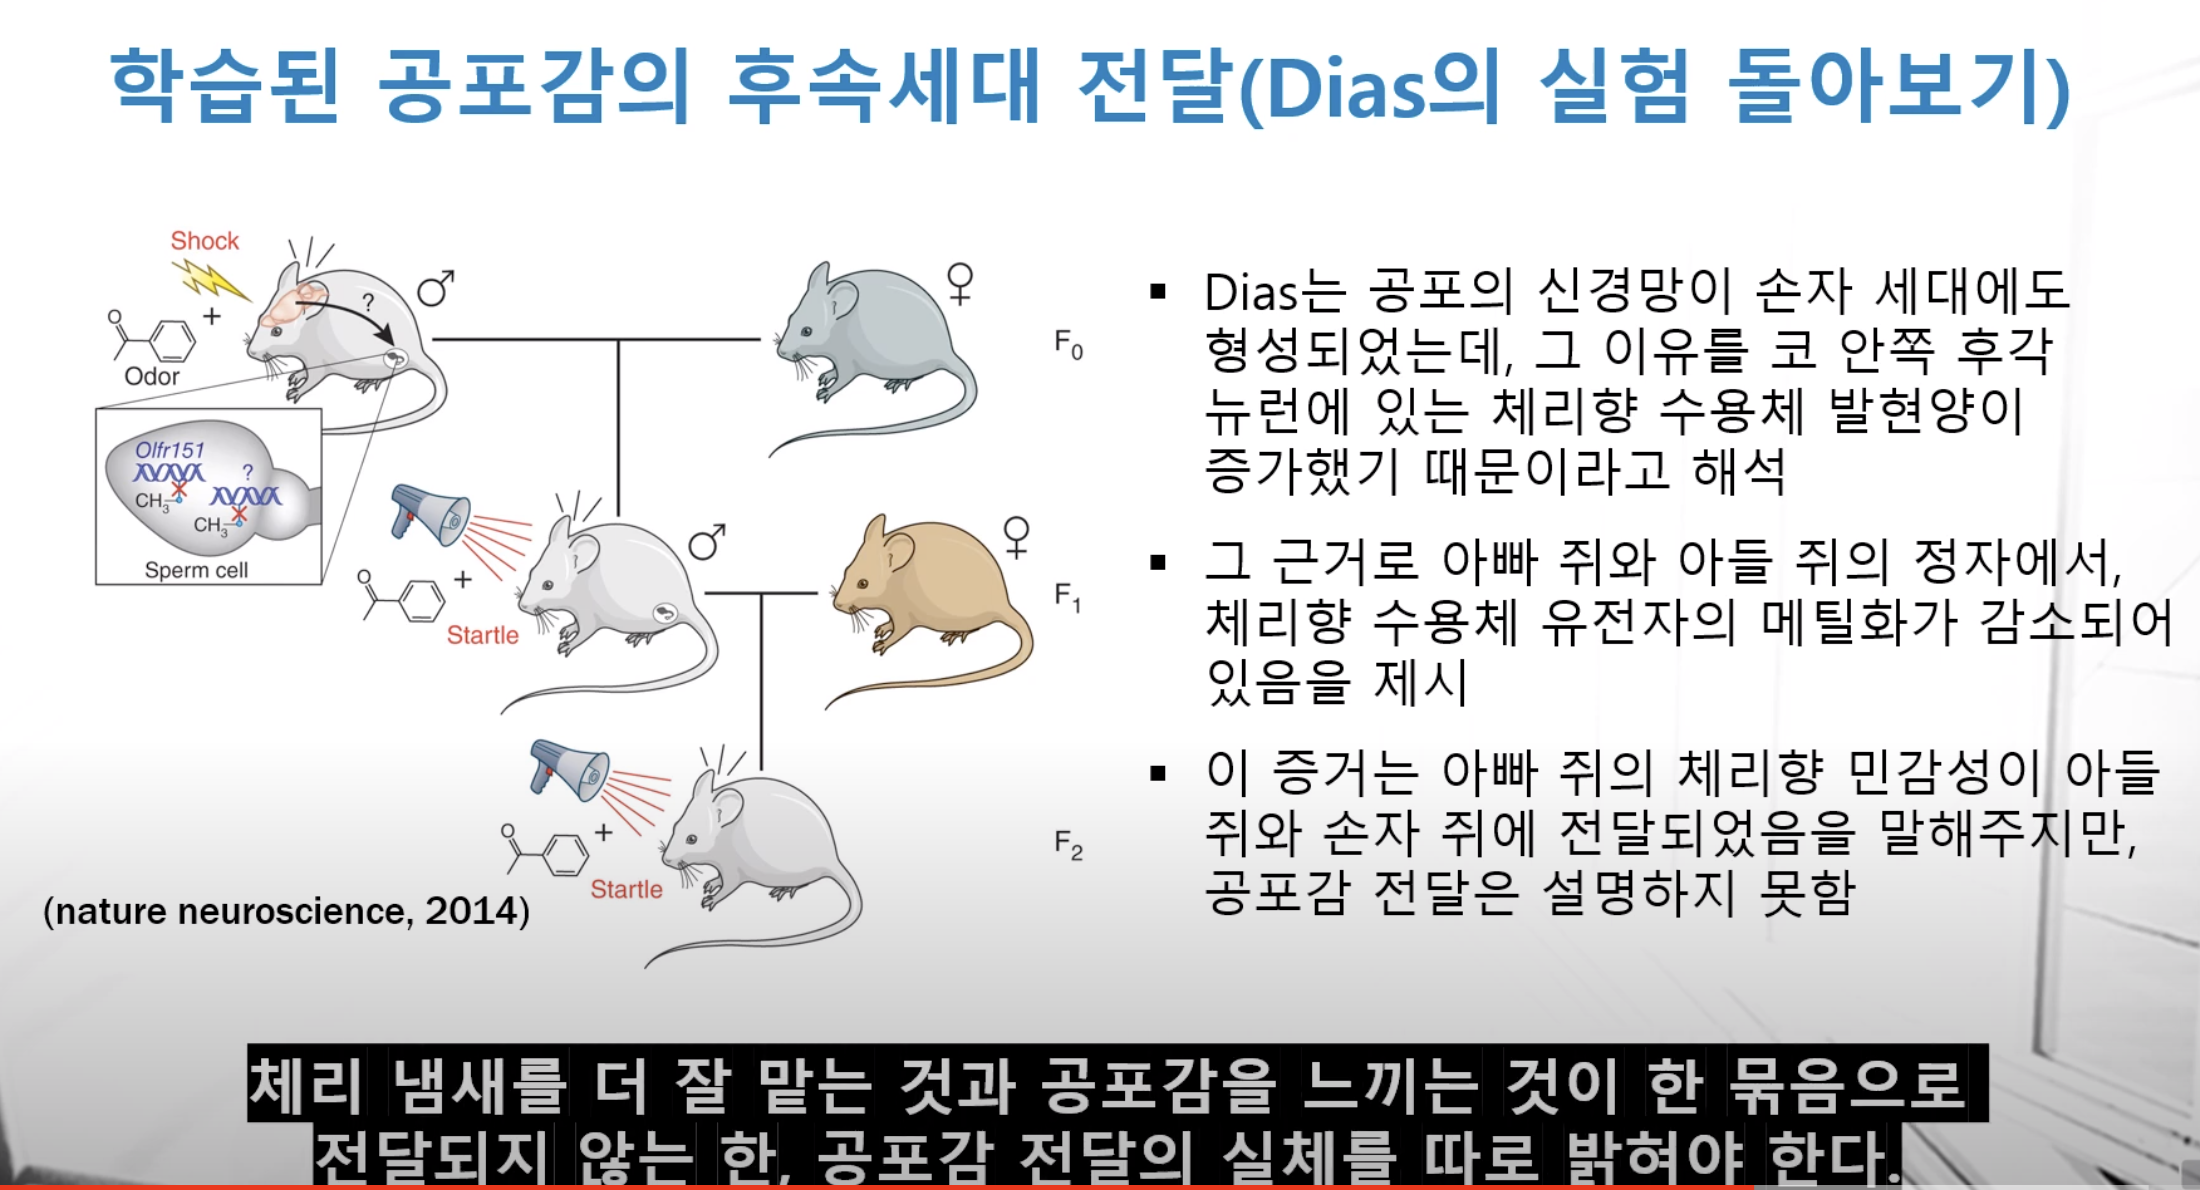 학습된 공포감의 후속세대 전달(Dias의 실험 돌아보기)
Shock
+
?
♂
♀
Odor
F0
Olfr151
?
CH3
CH3
Sperm cell
+
Startle
♂
♀
F1
+
Startle
F2
(nature neuroscience, 2014)
▪ Dias는 공포의 신경망이 손자 세대에도
형성되었는데, 그 이유를 코 안쪽 후각
뉴런에 있는 체리향 수용체 발현양이
증가했기 때문이라고 해석
▪ 그 근거로 아빠 쥐와 아들 쥐의 정자에서,
체리향 수용체 유전자의 메틸화가 감소되어
있음을 제시
▪ 이 증거는 아빠 쥐의 체리향 민감성이 아들
쥐와 손자 쥐에 전달되었음을 말해주지만,
공포감 전달은 설명하지 못함
체리 냄새를 더 잘 맡는 것과 공포감을 느끼는 것이 한 묶음으로
전달되지 않는 한, 공포감 전달의 실체를 따로 밝혀야 한다.